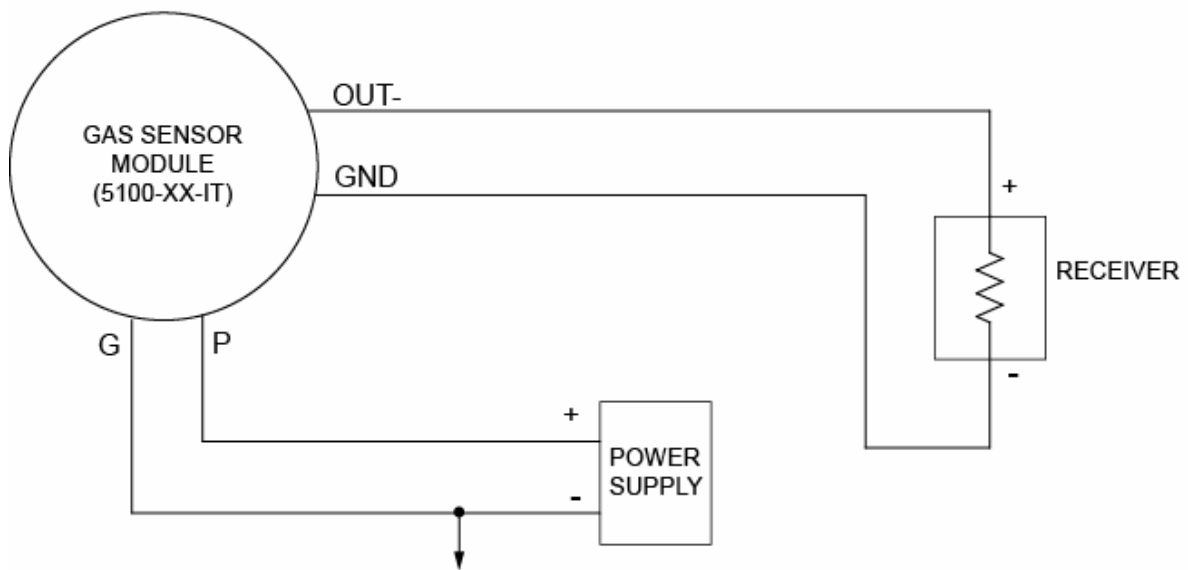 OUT-
GAS SENSOR
MODULE
(5100-XX-IT)
GND
+
RECEIVER
-
G
P
+
POWER
SUPPLY
-